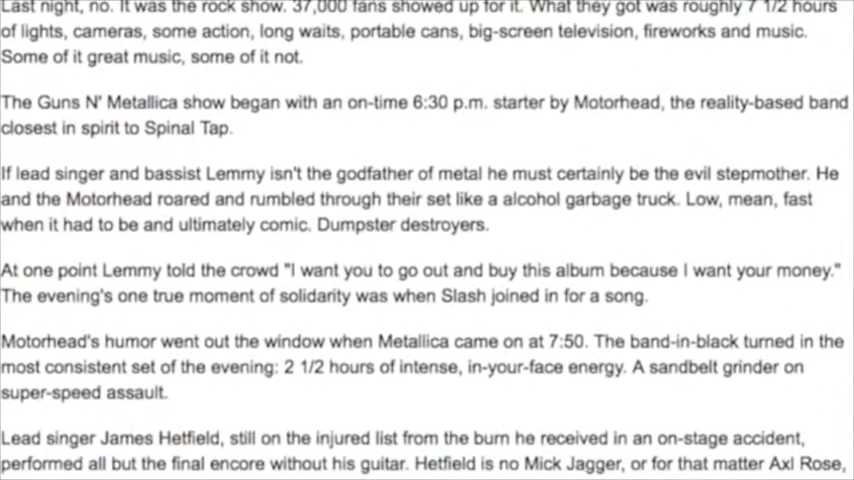 Last night, no. It was the rock show. 37,000 fans showed up for it. What they got was roughly 7 1/2 hours
of lights, cameras, some action, long waits, portable cans, big-screen television, fireworks and music.
Some of it great music, some of it not.
The Guns N' Metallica show began with an on-time 6:30 p.m. starter by Motorhead, the reality-based band
closest in spirit to Spinal Tap.
If lead singer and bassist Lemmy isn't the godfather of metal he must certainly be the evil stepmother. He
and the Motorhead roared and rumbled through their set like a alcohol garbage truck. Low, mean, fast
when it had to be and ultimately comic. Dumpster destroyers.
At one point Lemmy told the crowd "I want you to go out and buy this album because I want your money."
The evening's one true moment of solidarity was when Slash joined in for a song.
Motorhead's humor went out the window when Metallica came on at 7:50. The band-in-black turned in the
most consistent set of the evening: 2 1/2 hours of intense, in-your-face energy. A sandbelt grinder on
super-speed assault.
Lead singer James Hetfield, still on the injured list from the burn he received in an on-stage accident,
performed all but the final encore without his guitar. Hetfield is no Mick Jagger, or for that matter Axl Rose,